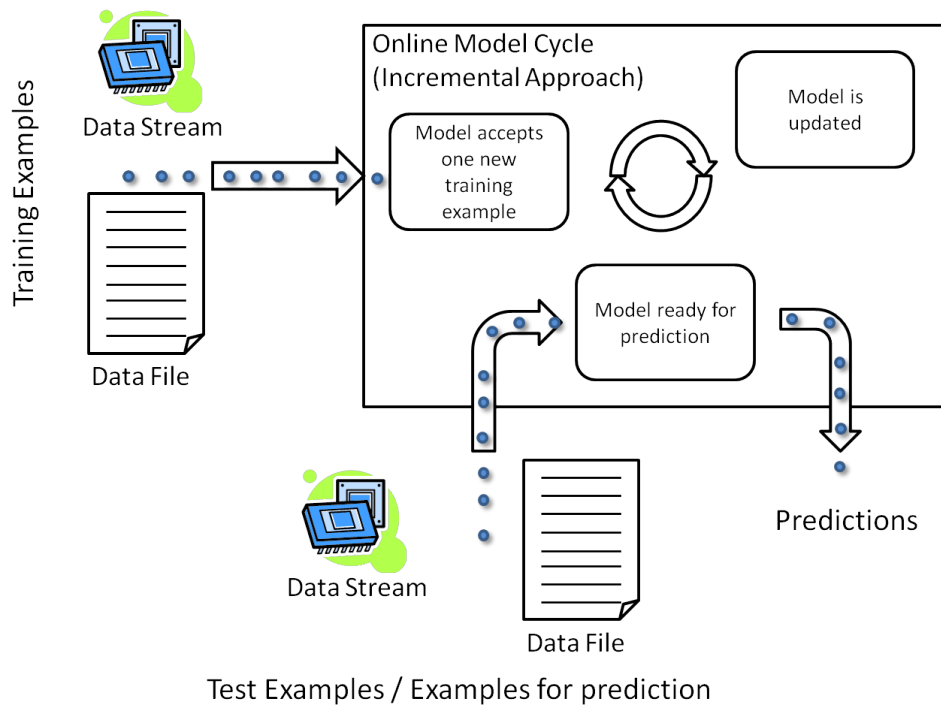 Training Examples
Data Stream
Data File
Online Model Cycle
(Incremental Approach)
Model accepts
one new
training
example
Model is
updated
Model ready for
prediction
Data Stream
Data File
Predictions
Test Examples / Examples for prediction